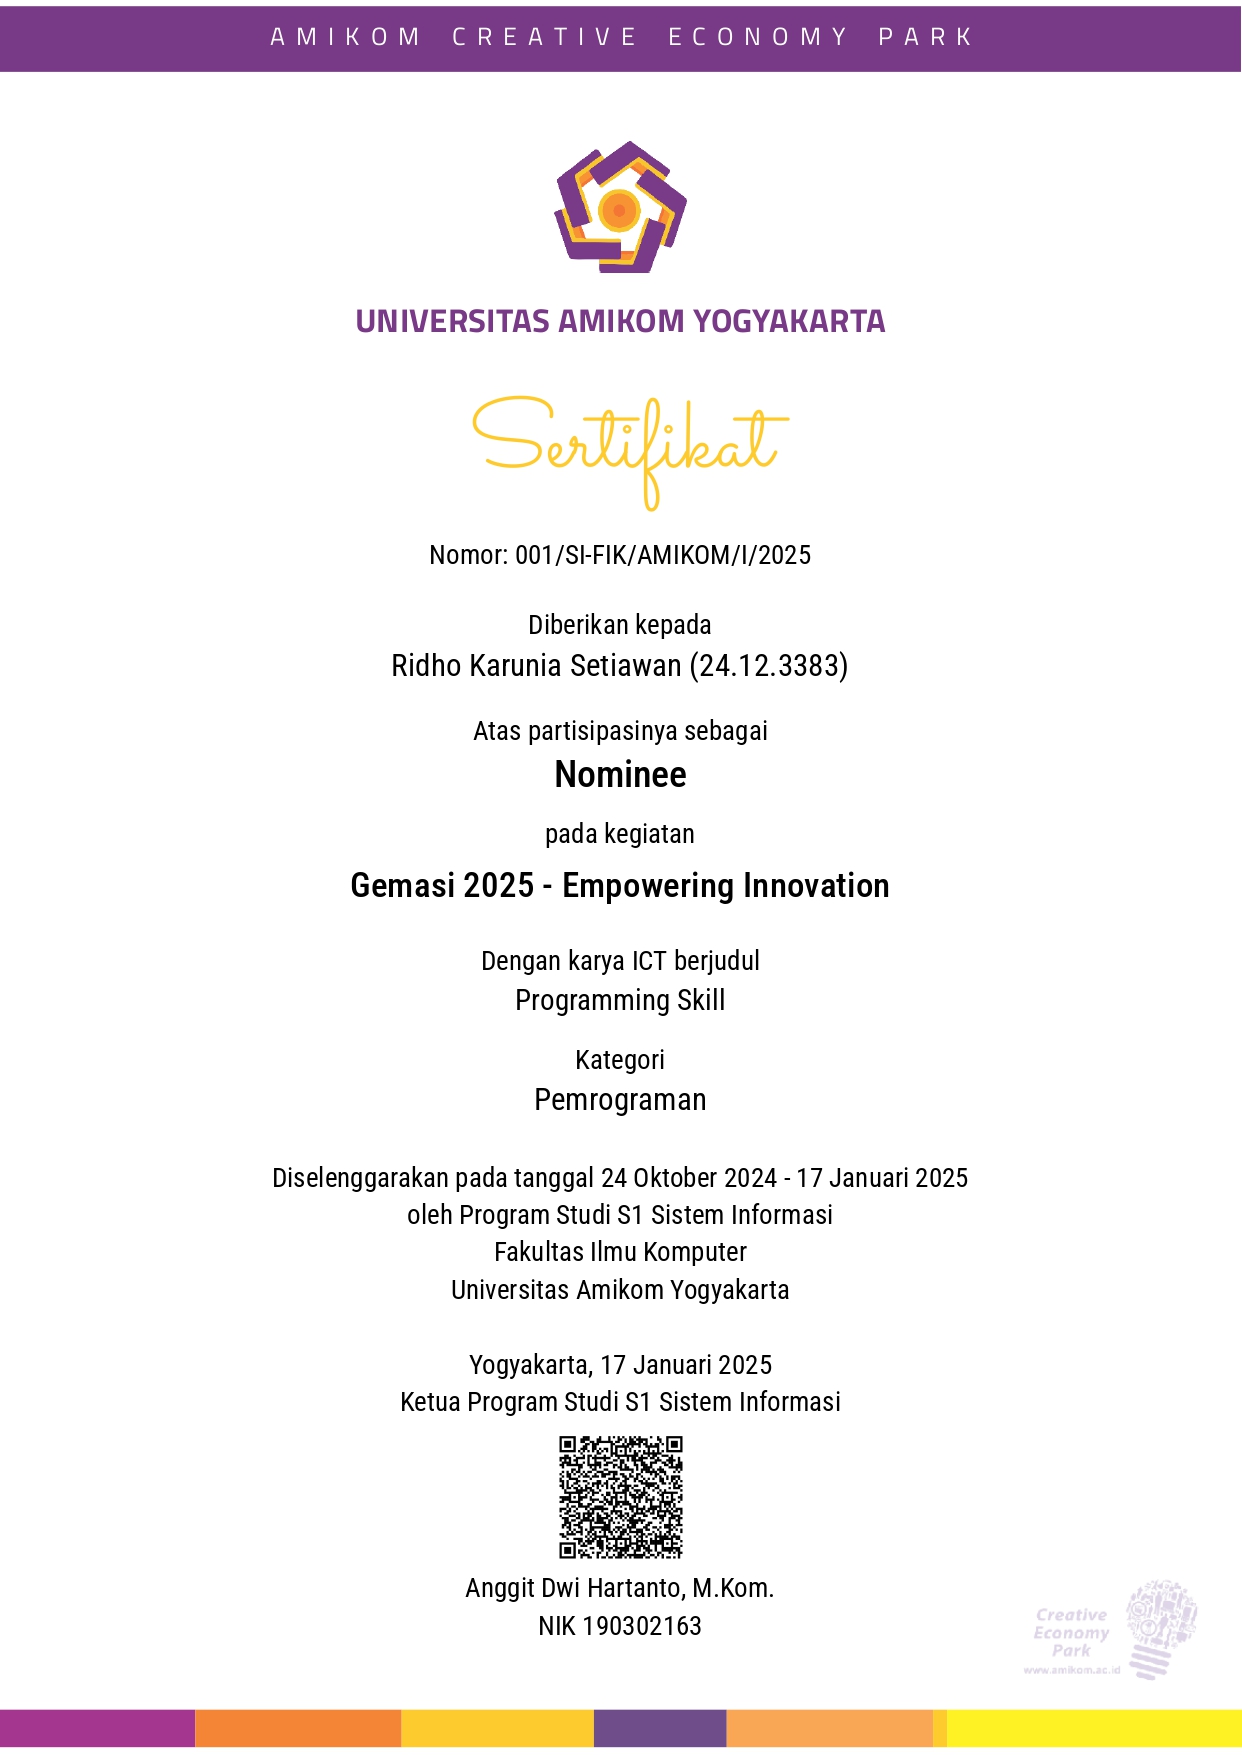 AMIKOM CREATIVE ECONOMY PARK
UNIVERSITAS AMIKOM YOGYAKARTA
Sertifikat
Nomor: 001/SI-FIK/AMIKOM/I/2025
Diberikan kepada
Ridho Karunia Setiawan (24.12.3383)
Atas partisipasinya sebagai
Nominee
pada kegiatan
Gemasi 2025 - Empowering Innovation
Dengan karya ICT berjudul
Programming Skill
Kategori
Pemrograman
Diselenggarakan pada tanggal 24 Oktober 2024 - 17 Januari 2025
oleh Program Studi S1 Sistem Informasi
Fakultas Ilmu Komputer
Universitas Amikom Yogyakarta
Yogyakarta, 17 Januari 2025
Ketua Program Studi S1 Sistem Informasi
Anggit Dwi Hartanto, M.Kom.
NIK 190302163
Creative
Economy
Park
www.amikom.ac.id